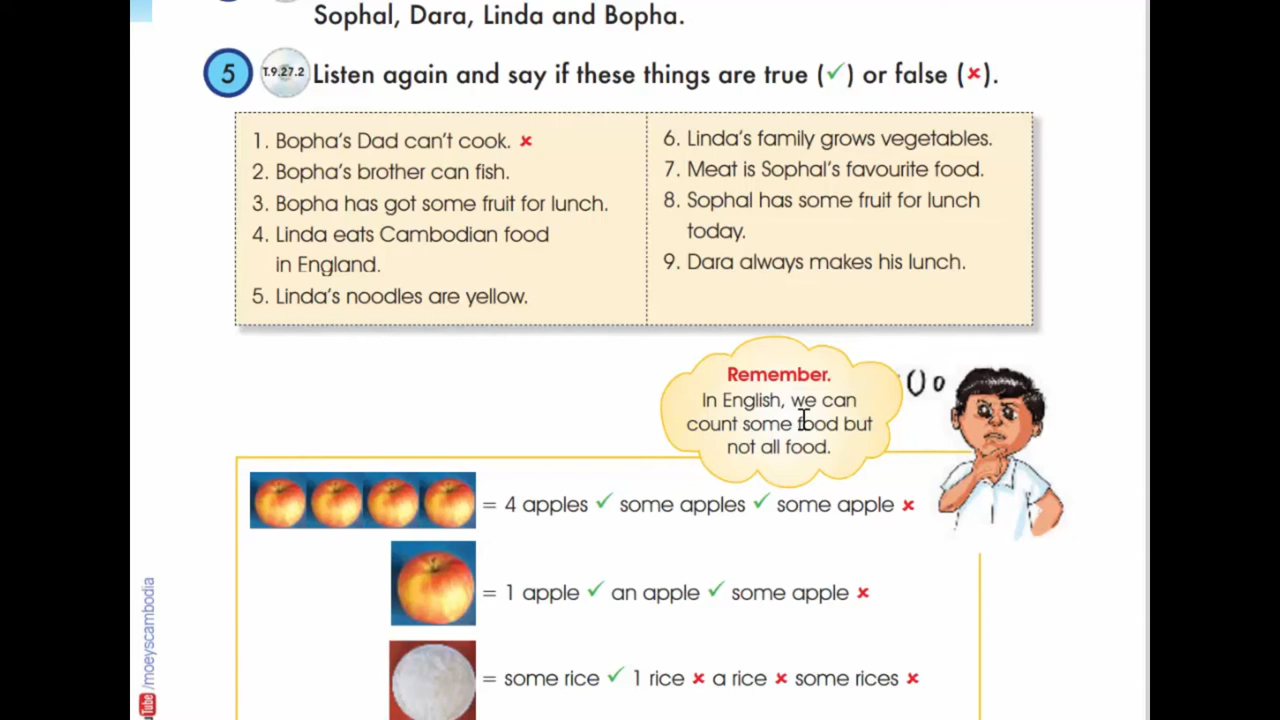 Sophal, Dara, Linda and Bopha.
5 T.9.27.2 Listen again and say if these things are true (✓) or false (✗).
1. Bopha's Dad can't cook. ✗
2. Bopha's brother can fish.
3. Bopha has got some fruit for lunch.
4. Linda eats Cambodian food
in England.
5. Linda's noodles are yellow.
6. Linda's family grows vegetables.
7. Meat is Sophal's favourite food.
8. Sophal has some fruit for lunch
today.
9. Dara always makes his lunch.
Remember.
In English, we can
count some food but
not all food.
= 4 apples ✓ some apples ✓ some apple ✗
= 1 apple ✓ an apple ✓ some apple ✗
= some rice ✓ 1 rice ✗ a rice ✗ some rices ✗
Tube /moeyscambodia